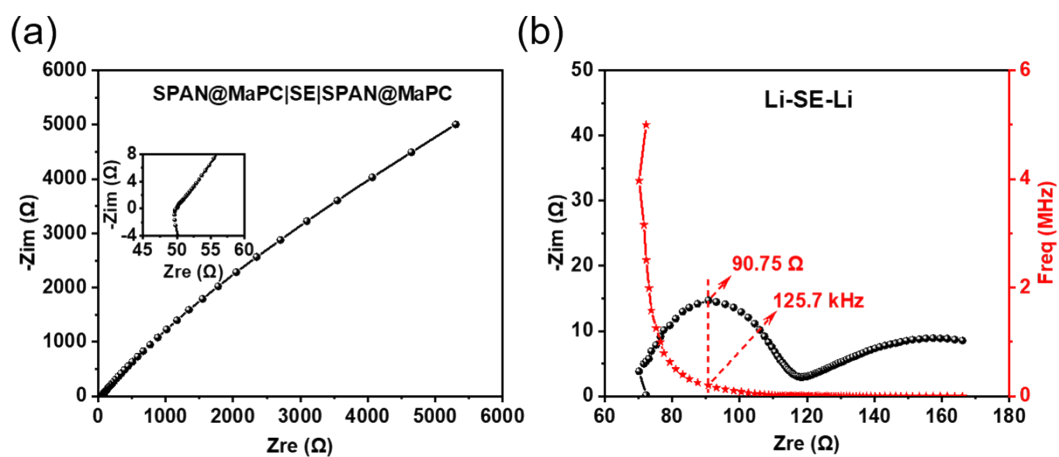 (a)
SPAN@MaPC|SE|SPAN@MaPC
-Zim (Ω)
6000
5000
4000
3000
2000
1000
0
0 1000 2000 3000 4000 5000 6000
Zre (Ω)
-Zim (Ω)
8
4
0
-4
45 50 55 60
Zre (Ω)
(b)
Li-SE-Li
-Zim (Ω)
50
40
30
20
10
0
60 80 100 120 140 160 180
Zre (Ω)
90.75 Ω
125.7 kHz
6
4
2
0
Freq (MHz)